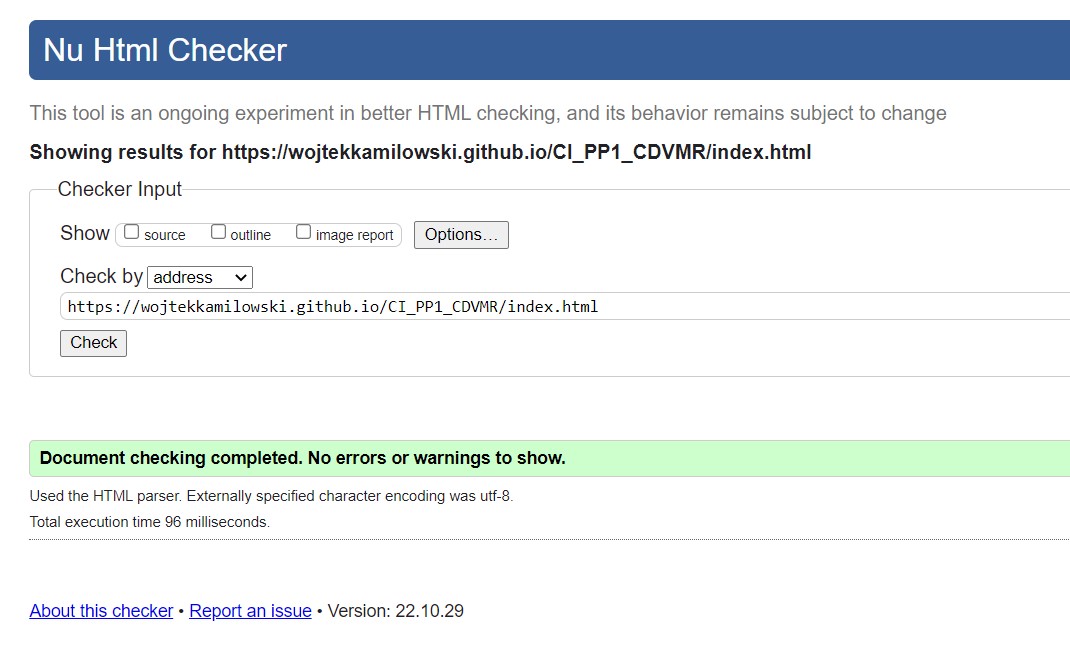 Nu Html Checker
This tool is an ongoing experiment in better HTML checking, and its behavior remains subject to change
Showing results for https://wojtekkamilowski.github.io/CI_PP1_CDVMR/index.html
Checker Input
Show source outline image report Options...
Check by address
https://wojtekkamilowski.github.io/CI_PP1_CDVMR/index.html
Check
Document checking completed. No errors or warnings to show.
Used the HTML parser. Externally specified character encoding was utf-8.
Total execution time 96 milliseconds.
About this checker • Report an issue • Version: 22.10.29